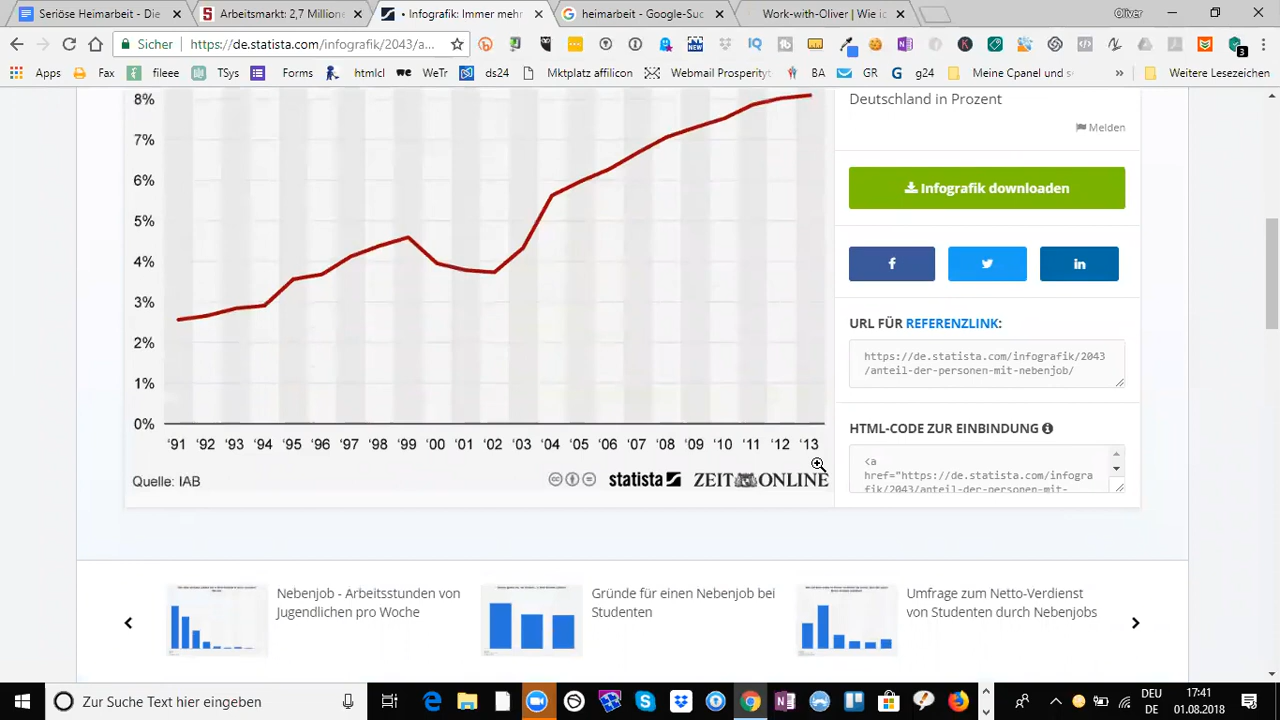 Seriöse Heimarbeit - Die
Arbeitsmarkt: 2,7 Millionen
• Infografik: Immer mehr
heimarbeit - Google-Suc
Work-with-Oliver | Wie ic
Oliver
Sicher
https://de.statista.com/infografik/2043/a...
Apps
Fax
fileee
TSys
Forms
htmlcl
WeTr
ds24
Mktplatz affilicon
Webmail Prosperity
BA
GR
g24
Meine Canvas
Weitere Lesezeichen
8%
7%
6%
5%
4%
3%
2%
1%
0%
'91 '92 '93 '94 '95 '96 '97 '98 '99 '00 '01 '02 '03 '04 '05 '06 '07 '08 '09 '10 '11 '12 '13
Quelle: IAB
statista
ZEIT ONLINE
Deutschland in Prozent
Melden
Infografik downloaden
URL FÜR REFERENZLINK:
https://de.statista.com/infografik/2043
/anteil-der-personen-mit-nebenjob/
HTML-CODE ZUR EINBINDUNG
<a
href="https://de.statista.com/infogra
fik/2043/anteil-der-personen-mit-
Nebenjob - Arbeitsstunden von
Jugendlichen pro Woche
Gründe für einen Nebenjob bei
Studenten
Umfrage zum Netto-Verdienst
von Studenten durch Nebenjobs
Zur Suche Text hier eingeben
DEU
DE
17:41
01.08.2018